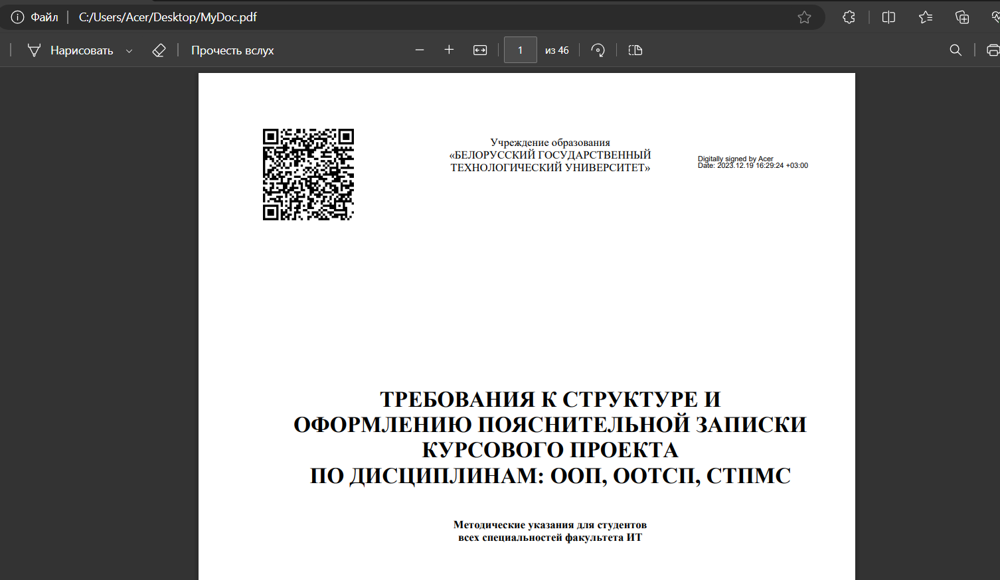 Файл
C:/Users/Acer/Desktop/MyDoc.pdf
Нарисовать
Прочесть вслух
1
из 46
Учреждение образования
«БЕЛОРУССКИЙ ГОСУДАРСТВЕННЫЙ
ТЕХНОЛОГИЧЕСКИЙ УНИВЕРСИТЕТ»
Digitally signed by Acer
Date: 2023.12.19 16:29:24 +03:00
ТРЕБОВАНИЯ К СТРУКТУРЕ И
ОФОРМЛЕНИЮ ПОЯСНИТЕЛЬНОЙ ЗАПИСКИ
КУРСОВОГО ПРОЕКТА
ПО ДИСЦИПЛИНАМ: ООП, ООТСП, СТПМС
Методические указания для студентов
всех специальностей факультета ИТ